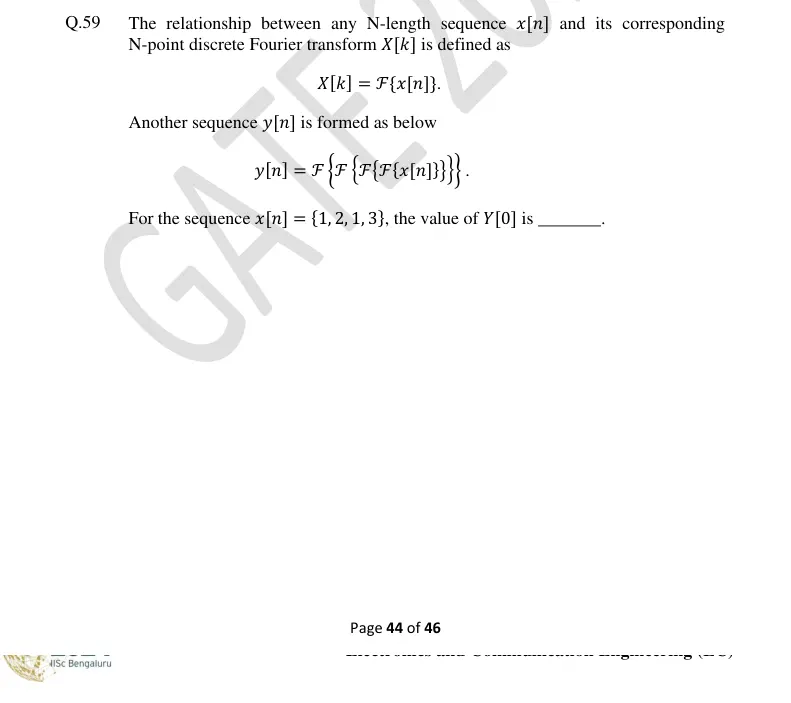 Q.59 The relationship between any N-length sequence x[n] and its corresponding
N-point discrete Fourier transform X[k] is defined as
X[k] = ℱ{x[n]}.
Another sequence y[n] is formed as below
y[n] = ℱ{ℱ{ℱ{ℱ{x[n]}}}}.
For the sequence x[n] = {1, 2, 1, 3}, the value of Y[0] is _______.
GATE 20
Page 44 of 46
IISc Bengaluru